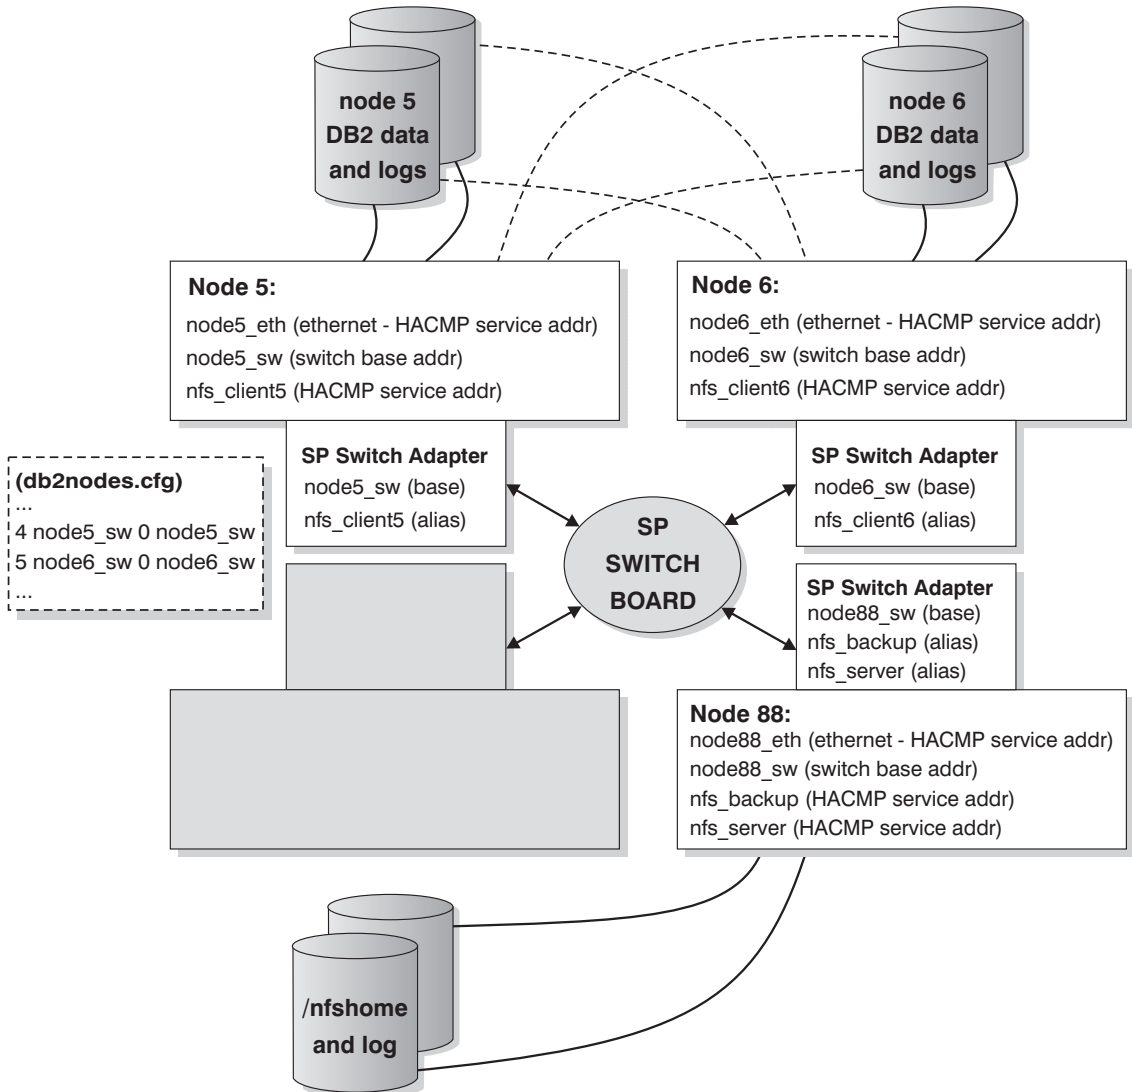 node 5
DB2 data
and logs
node 6
DB2 data
and logs
Node 5:
node5_eth (ethernet - HACMP service addr)
node5_sw (switch base addr)
nfs_client5 (HACMP service addr)
Node 6:
node6_eth (ethernet - HACMP service addr)
node6_sw (switch base addr)
nfs_client6 (HACMP service addr)
(db2nodes.cfg)
...
4 node5_sw 0 node5_sw
5 node6_sw 0 node6_sw
...
SP Switch Adapter
node5_sw (base)
nfs_client5 (alias)
SP
SWITCH
BOARD
SP Switch Adapter
node6_sw (base)
nfs_client6 (alias)
SP Switch Adapter
node88_sw (base)
nfs_backup (alias)
nfs_server (alias)
Node 88:
node88_eth (ethernet - HACMP service addr)
node88_sw (switch base addr)
nfs_backup (HACMP service addr)
nfs_server (HACMP service addr)
/nfshome
and log